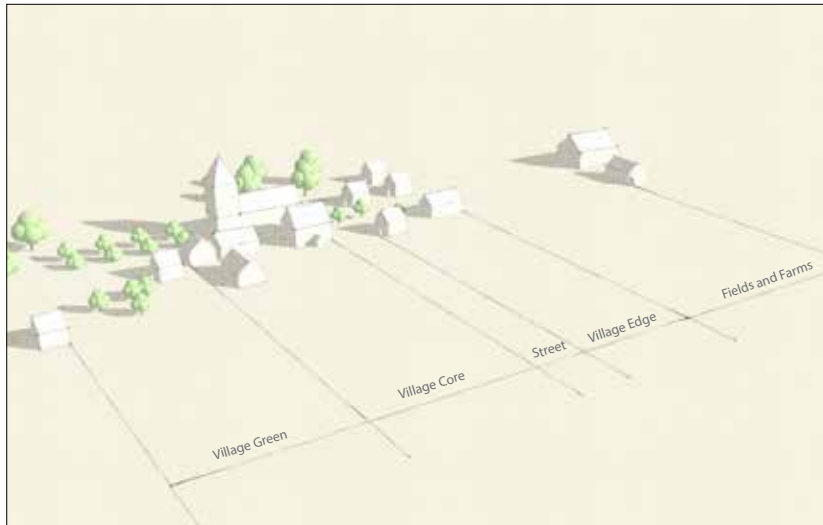 Village Green
Village Core
Street
Village Edge
Fields and Farms